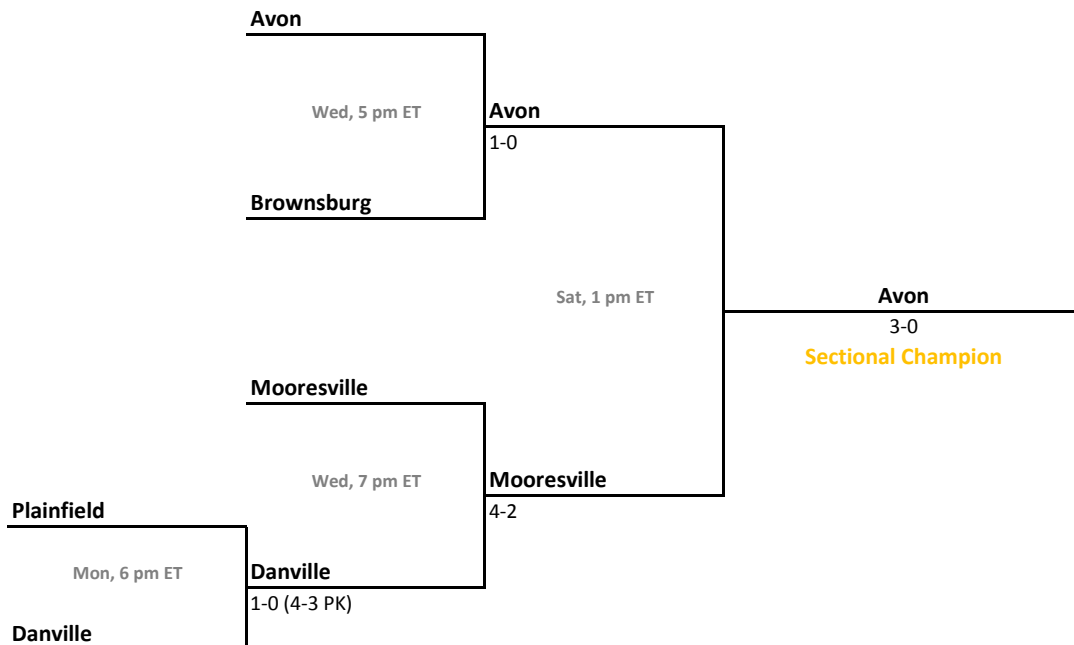 Avon
Wed, 5 pm ET
Avon
1-0
Brownsburg
Sat, 1 pm ET
Avon
3-0
Sectional Champion
Mooresville
Wed, 7 pm ET
Mooresville
4-2
Plainfield
Mon, 6 pm ET
Danville
1-0 (4-3 PK)
Danville